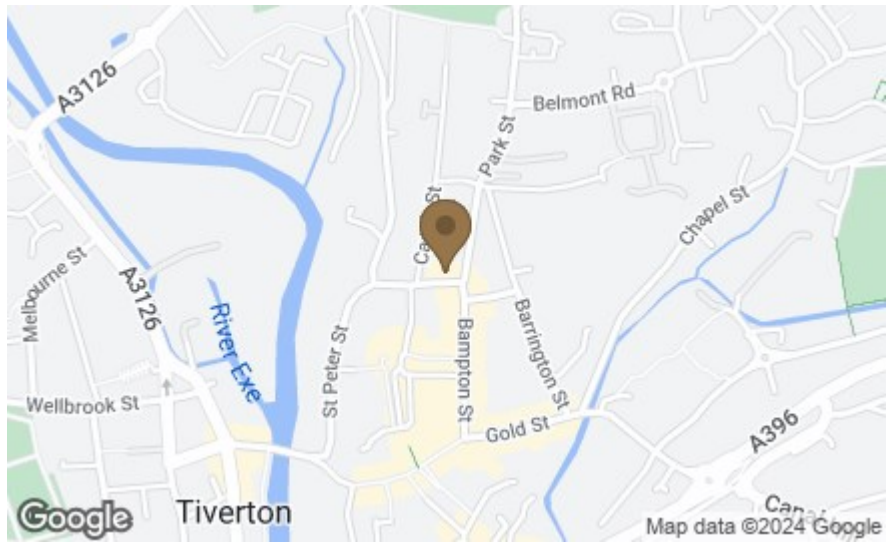 A3126
Belmont Rd
Park St
Chapel St
St
Melbourne St
A3126
River Exe
St Peter St
Bampton St
Barrington St
Wellbrook St
Gold St
A396
Tiverton
Google
Map data ©2024 Google